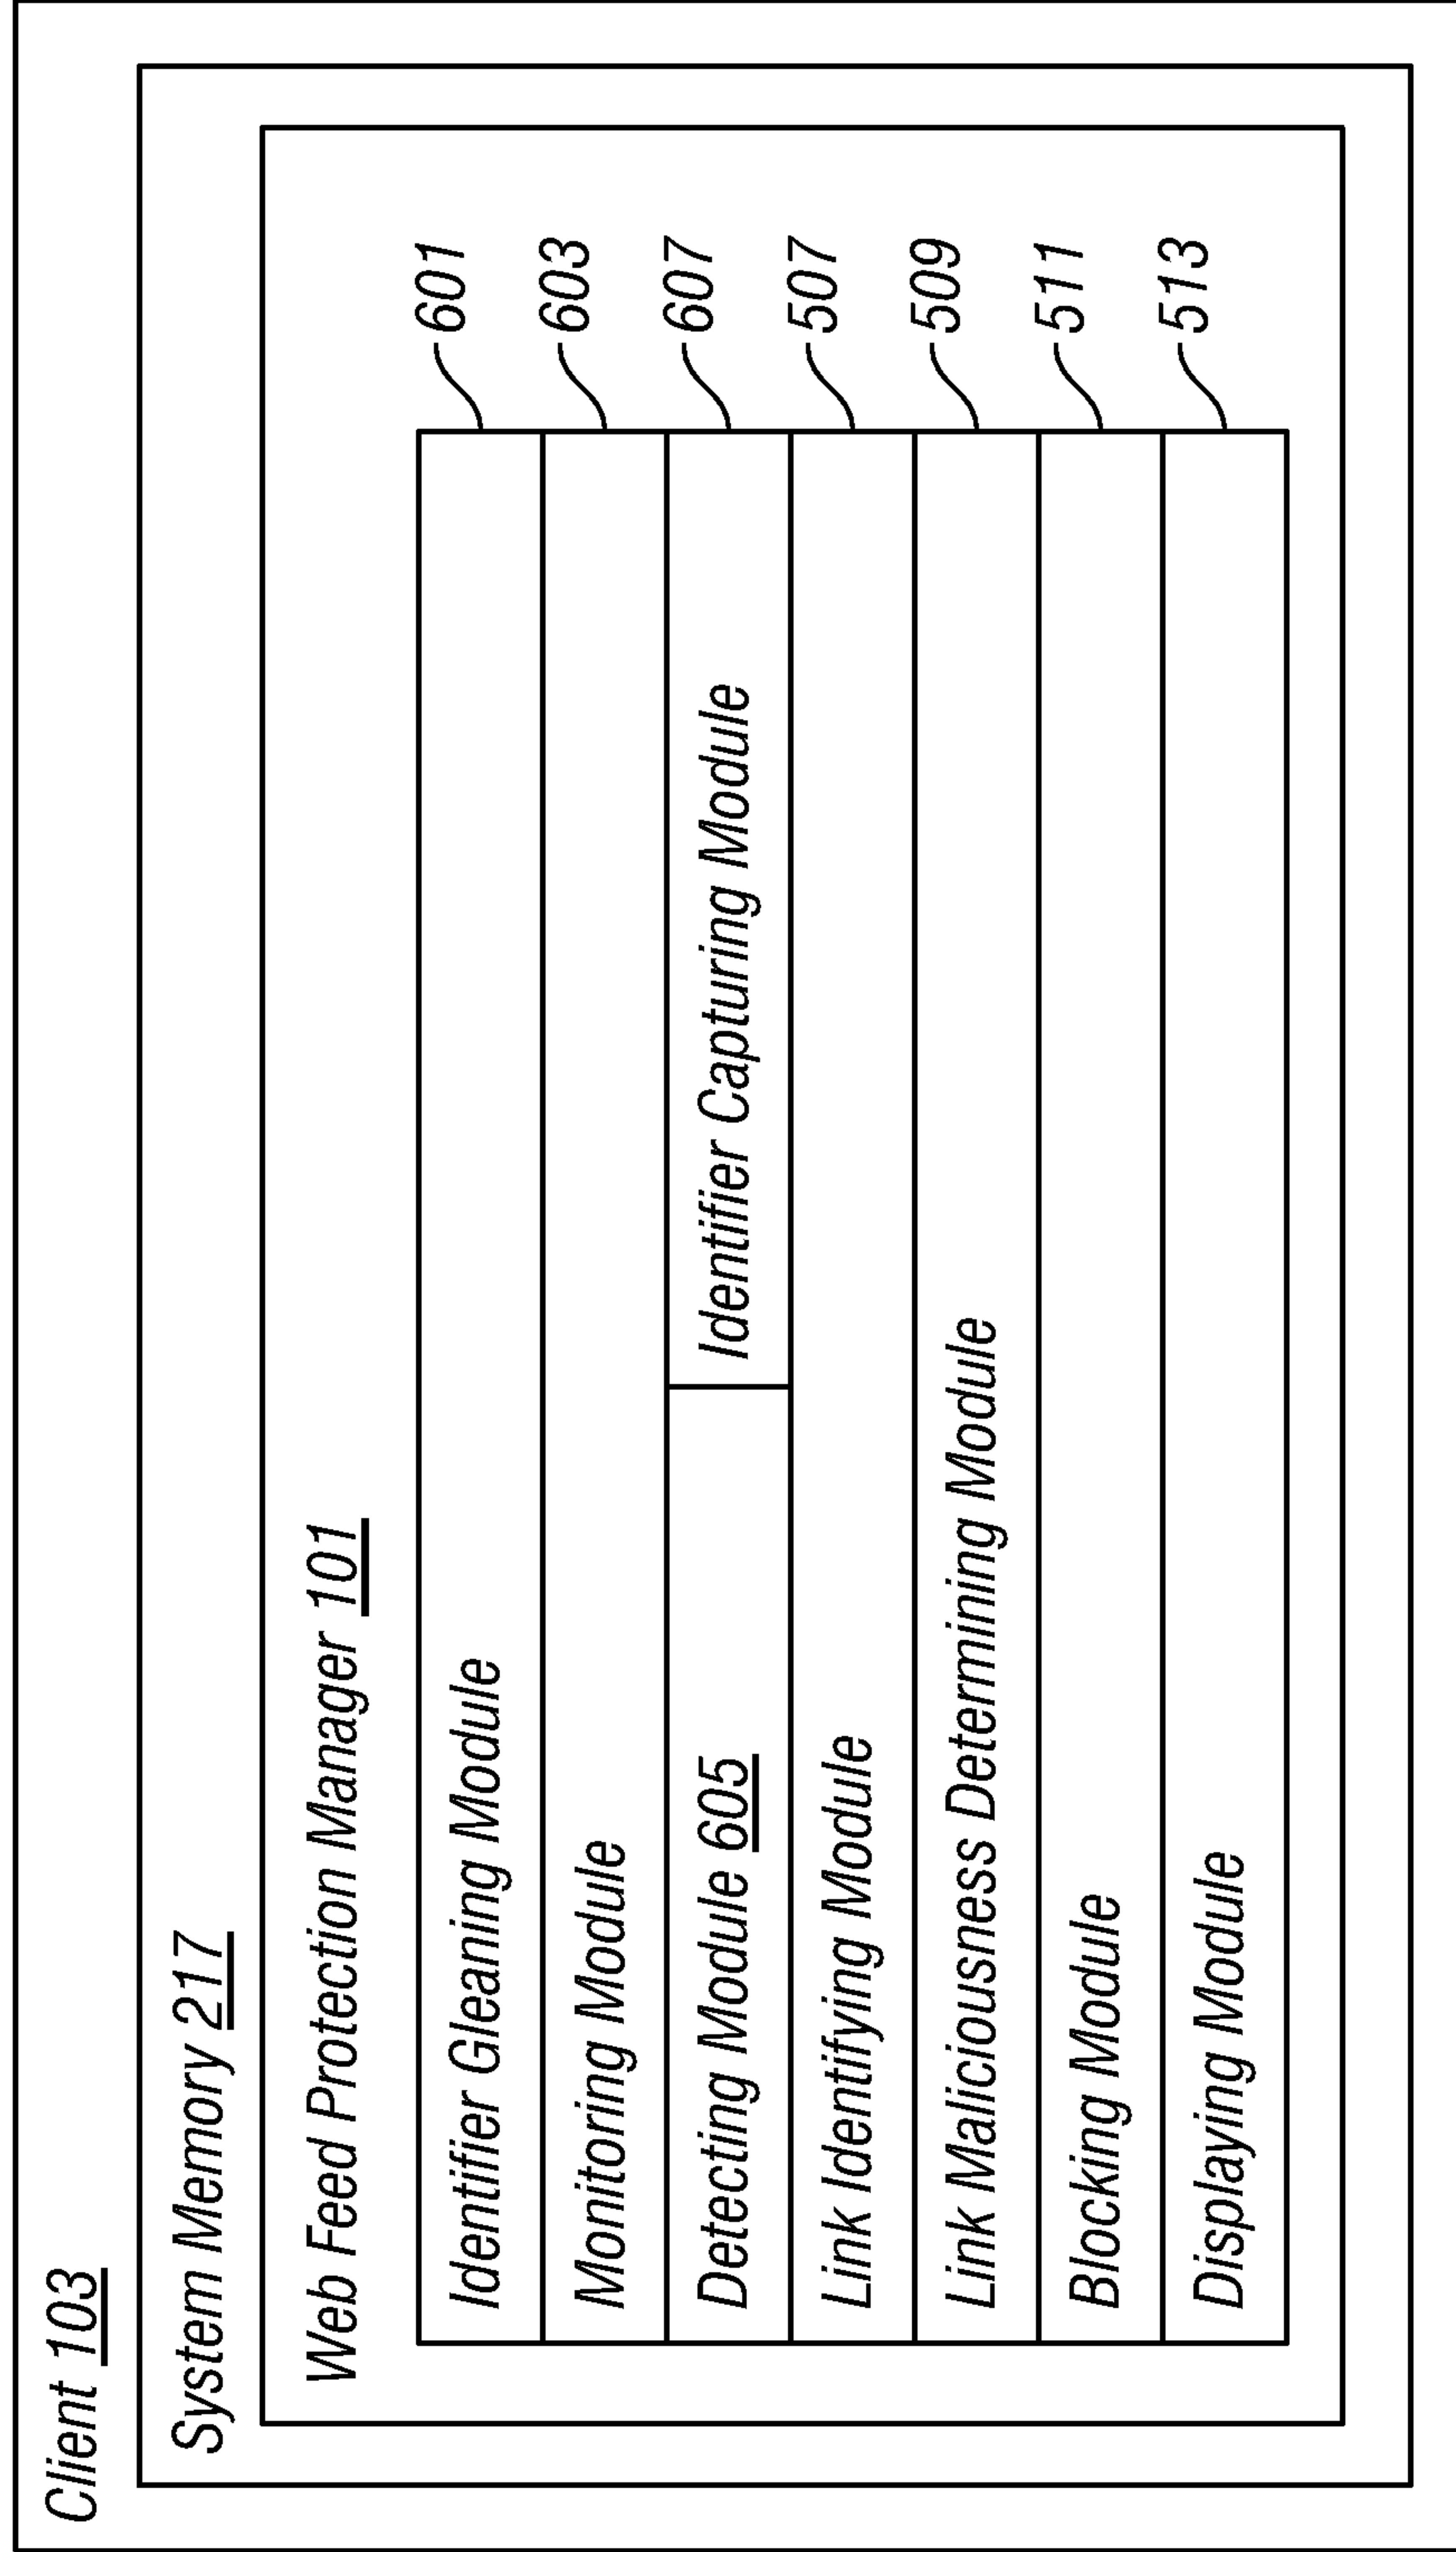 Client 103
System Memory 217
Web Feed Protection Manager 101
Identifier Gleaning Module 601
Monitoring Module 603
Detecting Module 605 Identifier Capturing Module 607
Link Identifying Module 507
Link Maliciousness Determining Module 509
Blocking Module 511
Displaying Module 513